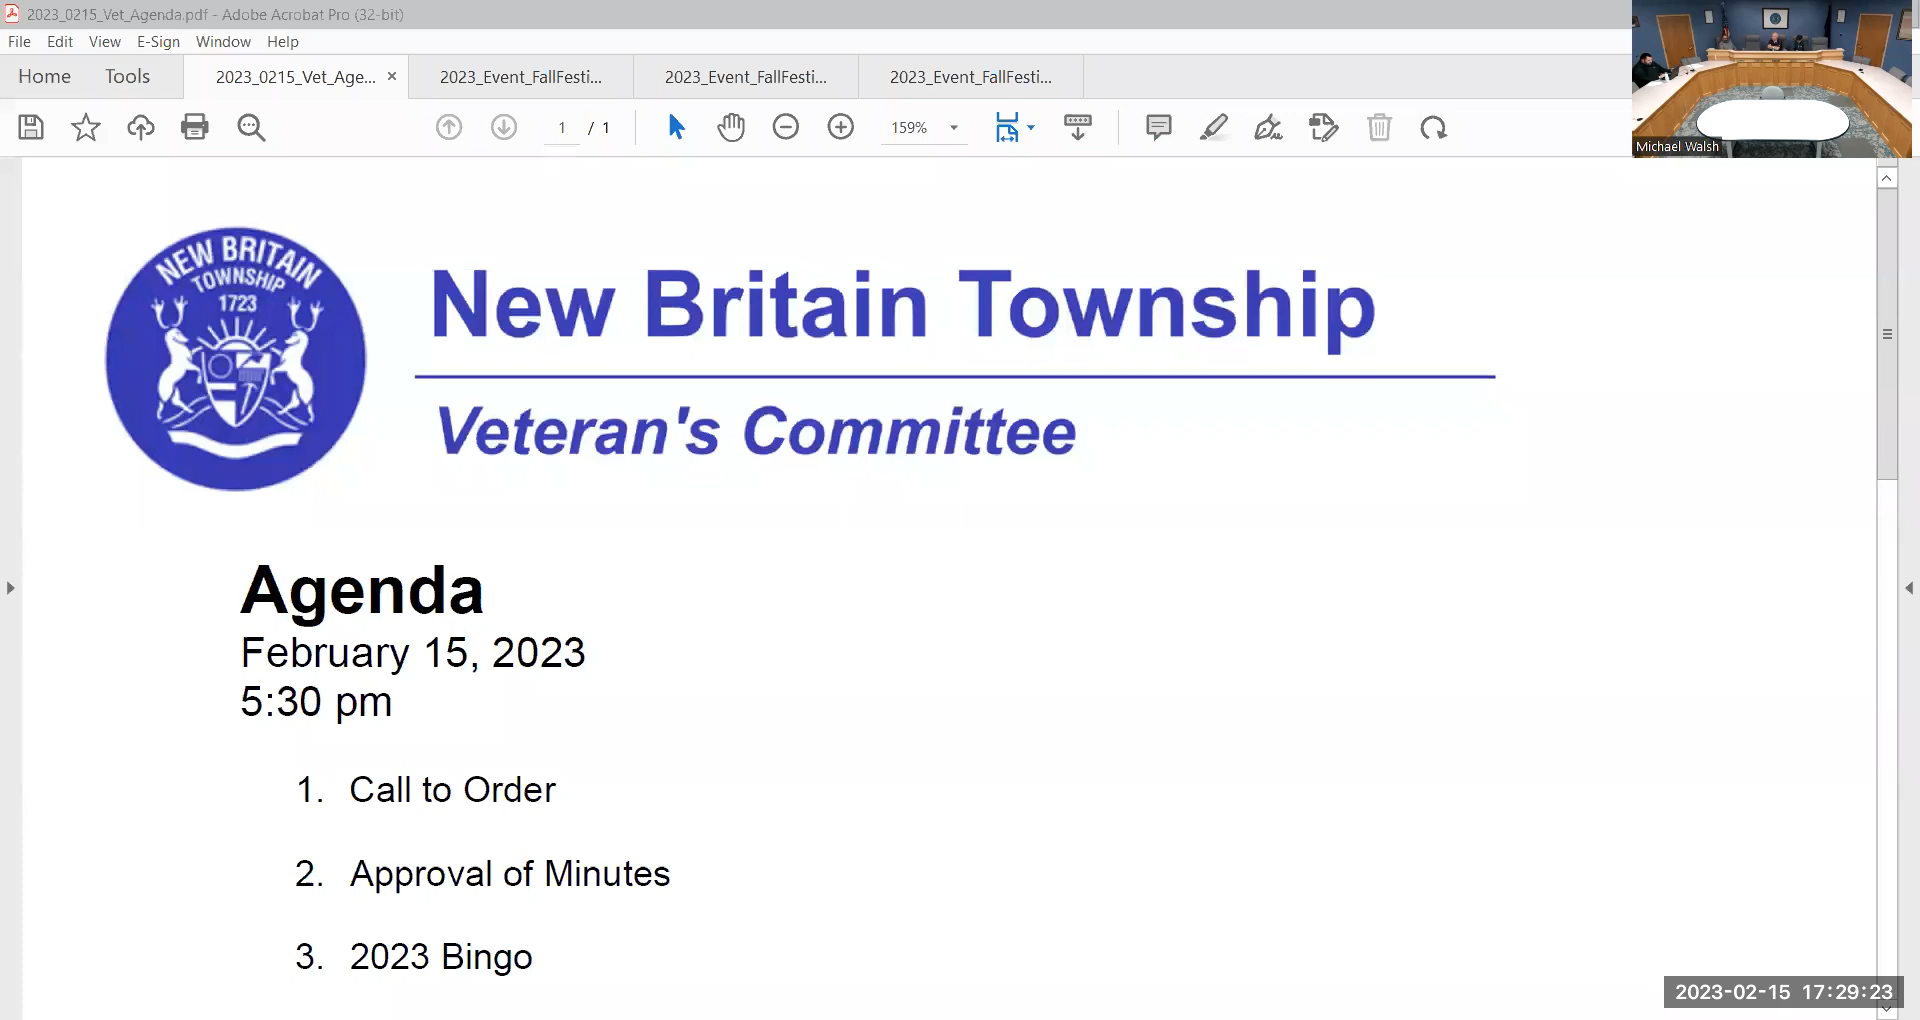 2023_0215_Vet_Agenda.pdf - Adobe Acrobat Pro (32-bit)
File Edit View E-Sign Window Help
Home Tools 2023_0215_Vet_Age... × 2023_Event_FallFesti... 2023_Event_FallFesti... 2023_Event_FallFesti...
1 / 1 159%
Michael Walsh
NEW BRITAIN
TOWNSHIP
1723
New Britain Township
Veteran's Committee
Agenda
February 15, 2023
5:30 pm
1. Call to Order
2. Approval of Minutes
3. 2023 Bingo
2023-02-15 17:29:23